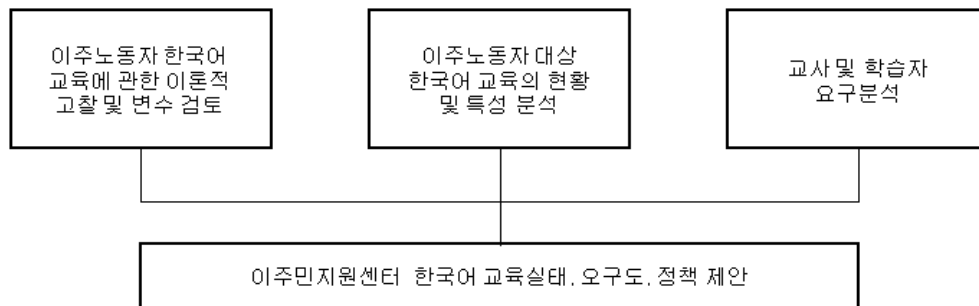 이주노동자 한국어
교육에 관한 이론적
고찰 및 변수 검토
이주노동자 대상
한국어 교육의 현황
및 특성 분석
교사 및 학습자
요구분석
이주민지원센터 한국어 교육실태, 오구도, 정책 제안